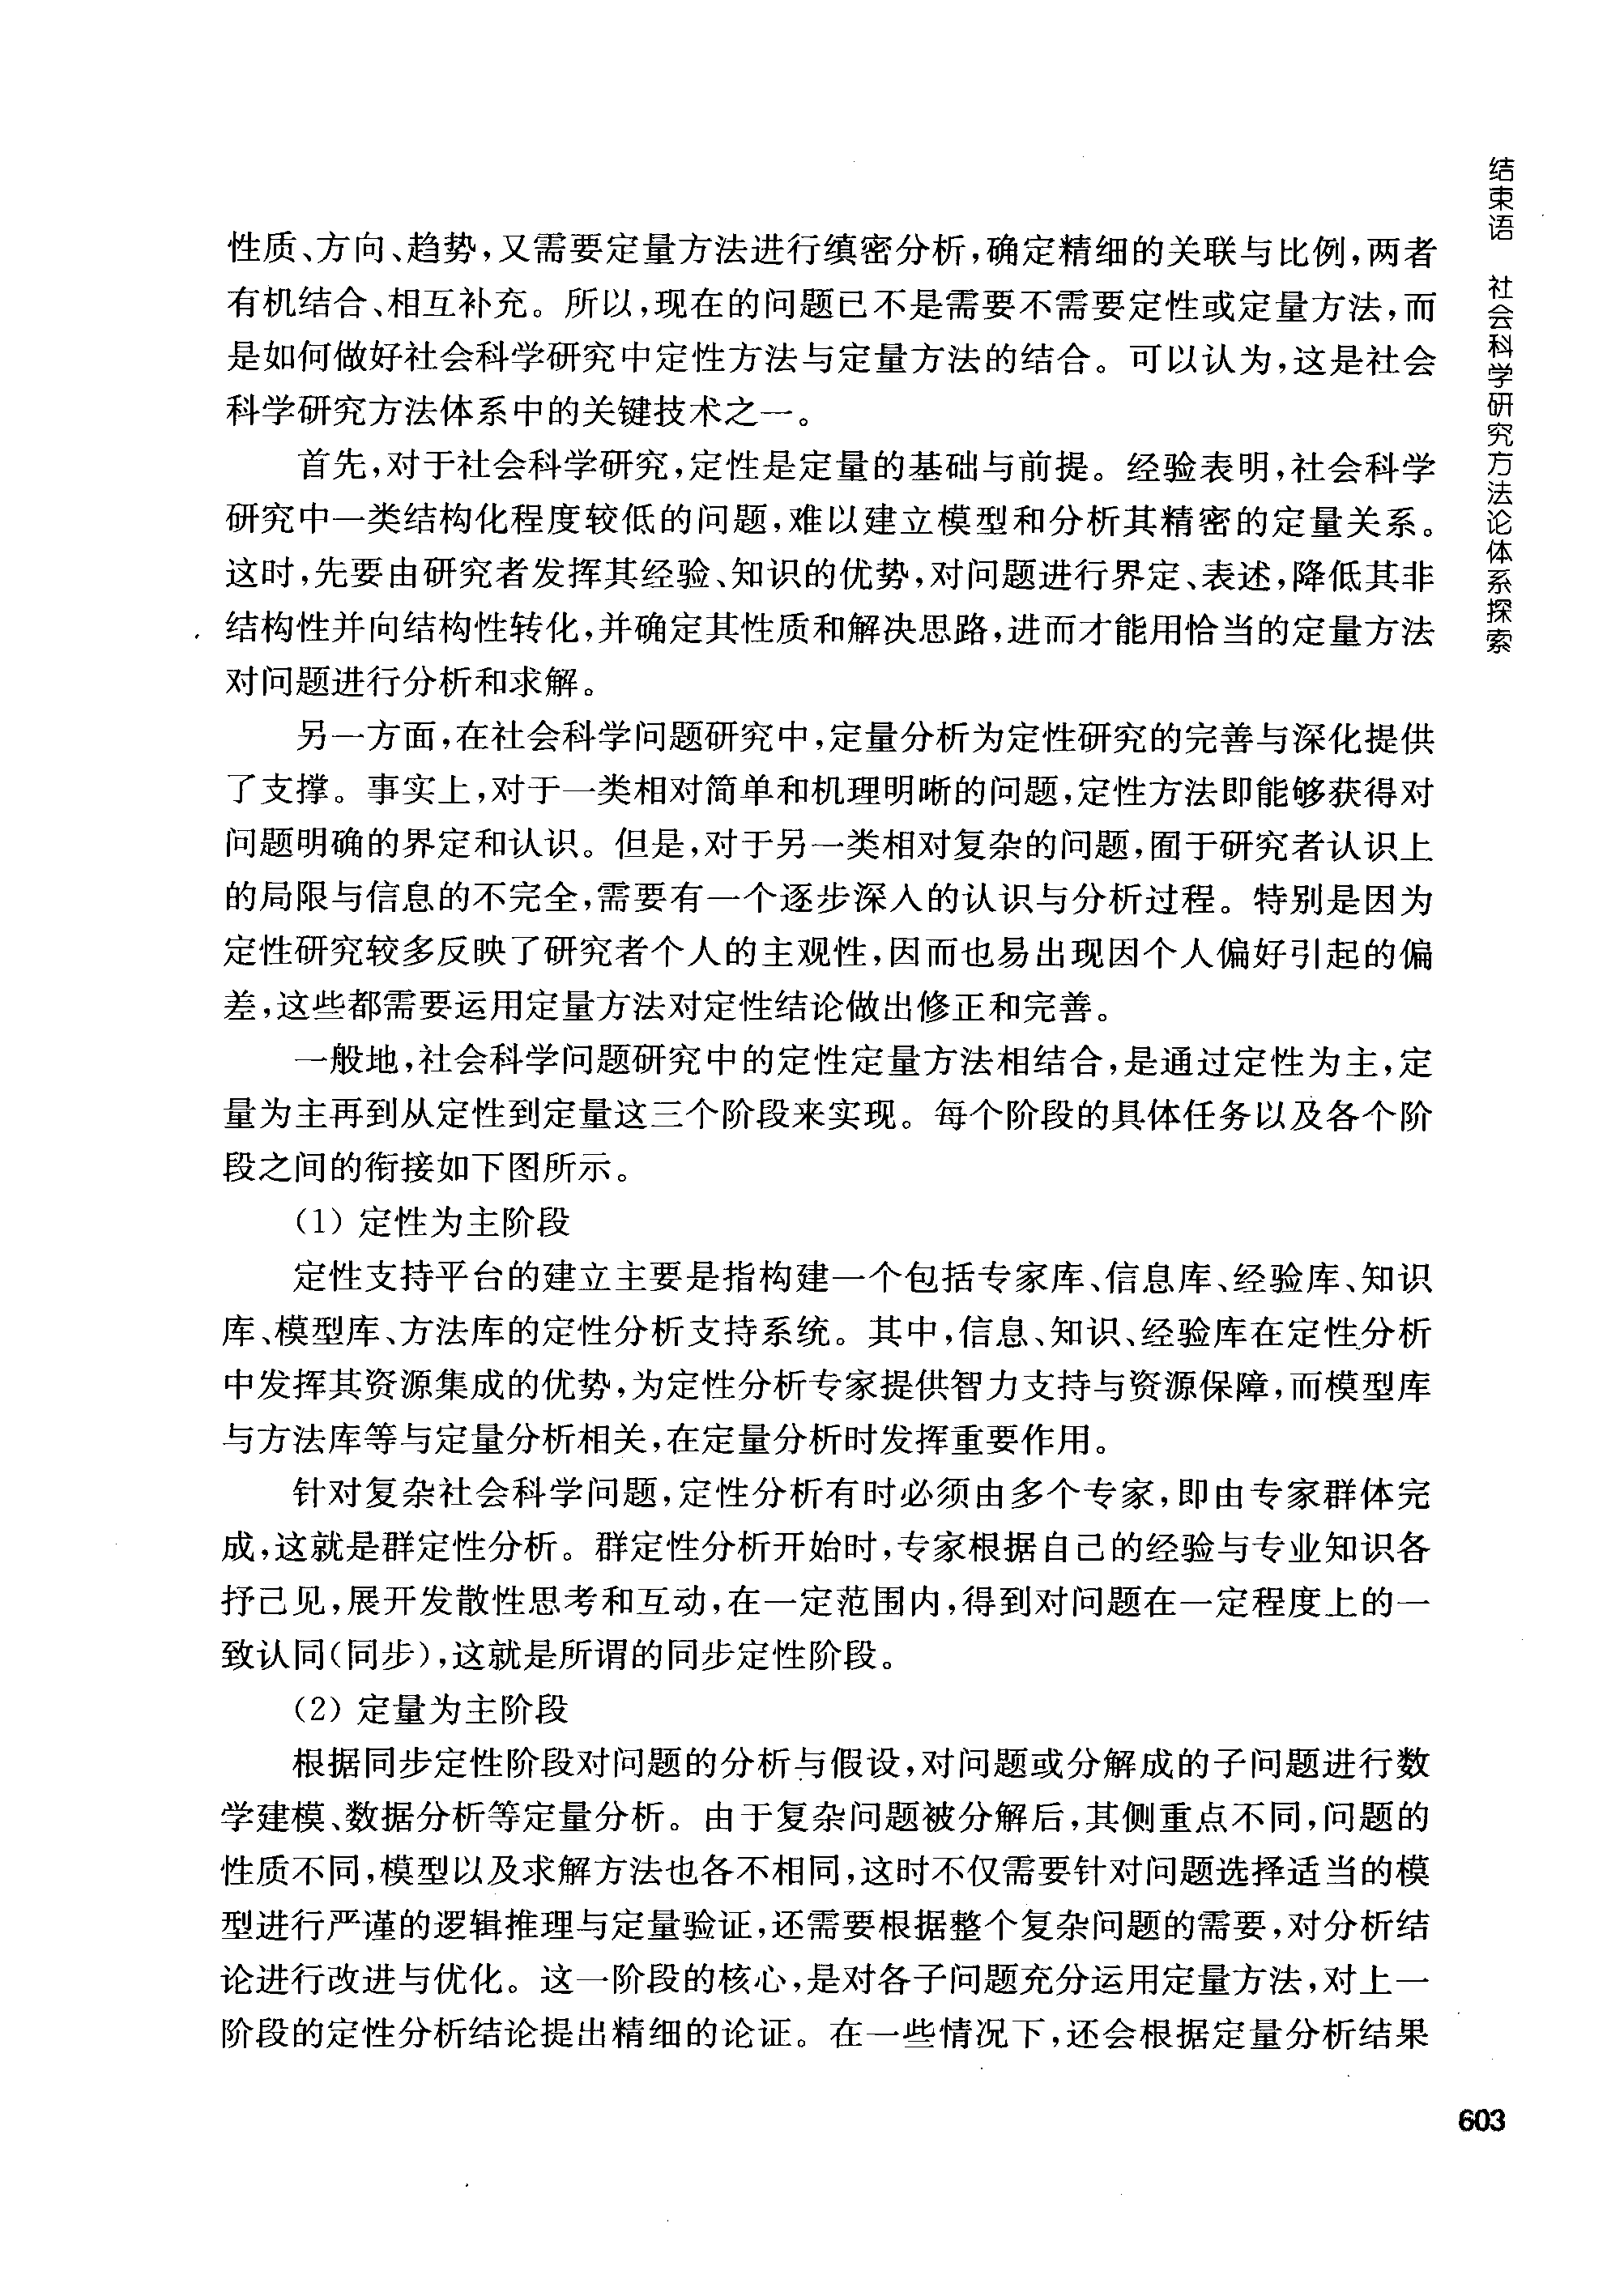 结束语 社会科学研究方法论体系探索
性质、方向、趋势,又需要定量方法进行缜密分析,确定精细的关联与比例,两者
有机结合、相互补充。所以,现在的问题已不是需要不需要定性或定量方法,而
是如何做好社会科学研究中定性方法与定量方法的结合。可以认为,这是社会
科学研究方法体系中的关键技术之一。
首先,对于社会科学研究,定性是定量的基础与前提。经验表明,社会科学
研究中一类结构化程度较低的问题,难以建立模型和分析其精密的定量关系。
这时,先要由研究者发挥其经验、知识的优势,对问题进行界定、表述,降低其非
结构性并向结构性转化,并确定其性质和解决思路,进而才能用恰当的定量方法
对问题进行分析和求解。
另一方面,在社会科学问题研究中,定量分析为定性研究的完善与深化提供
了支撑。事实上,对于一类相对简单和机理明晰的问题,定性方法即能够获得对
问题明确的界定和认识。但是,对于另一类相对复杂的问题,囿于研究者认识上
的局限与信息的不完全,需要有一个逐步深入的认识与分析过程。特别是因为
定性研究较多反映了研究者个人的主观性,因而也易出现因个人偏好引起的偏
差,这些都需要运用定量方法对定性结论做出修正和完善。
一般地,社会科学问题研究中的定性定量方法相结合,是通过定性为主,定
量为主再到从定性到定量这三个阶段来实现。每个阶段的具体任务以及各个阶
段之间的衔接如下图所示。
(1) 定性为主阶段
定性支持平台的建立主要是指构建一个包括专家库、信息库、经验库、知识
库、模型库、方法库的定性分析支持系统。其中,信息、知识、经验库在定性分析
中发挥其资源集成的优势,为定性分析专家提供智力支持与资源保障,而模型库
与方法库等与定量分析相关,在定量分析时发挥重要作用。
针对复杂社会科学问题,定性分析有时必须由多个专家,即由专家群体完
成,这就是群定性分析。群定性分析开始时,专家根据自己的经验与专业知识各
抒己见,展开发散性思考和互动,在一定范围内,得到对问题在一定程度上的一
致认同(同步),这就是所谓的同步定性阶段。
(2) 定量为主阶段
根据同步定性阶段对问题的分析与假设,对问题或分解成的子问题进行数
学建模、数据分析等定量分析。由于复杂问题被分解后,其侧重点不同,问题的
性质不同,模型以及求解方法也各不相同,这时不仅需要针对问题选择适当的模
型进行严谨的逻辑推理与定量验证,还需要根据整个复杂问题的需要,对分析结
论进行改进与优化。这一阶段的核心,是对各子问题充分运用定量方法,对上一
阶段的定性分析结论提出精细的论证。在一些情况下,还会根据定量分析结果
603